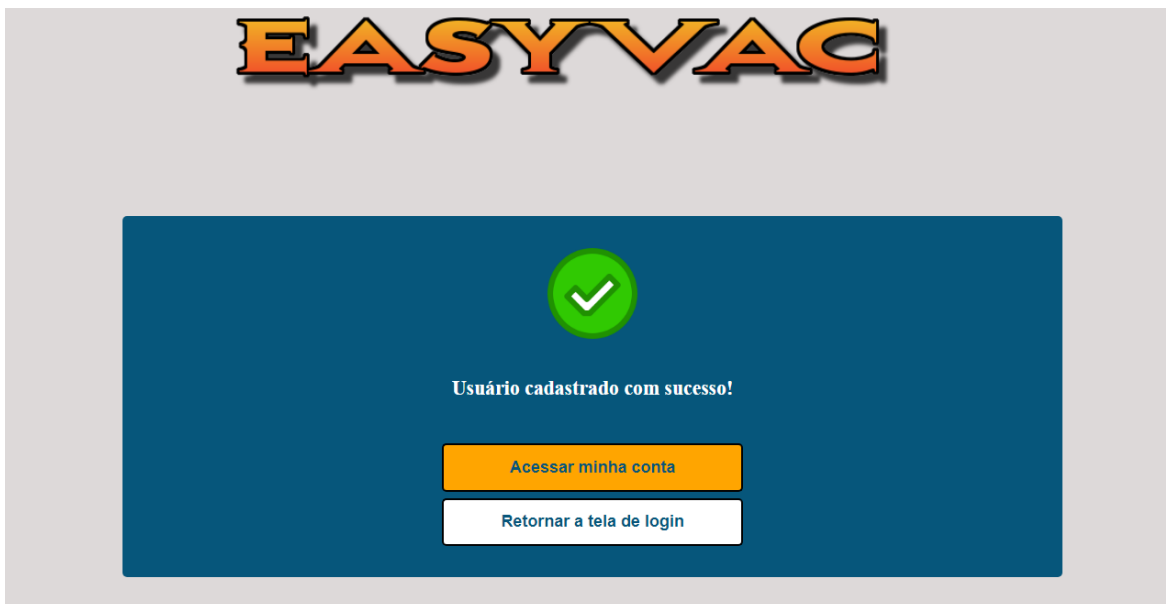 EASYVAC
Usuário cadastrado com sucesso!
Acessar minha conta
Retornar a tela de login